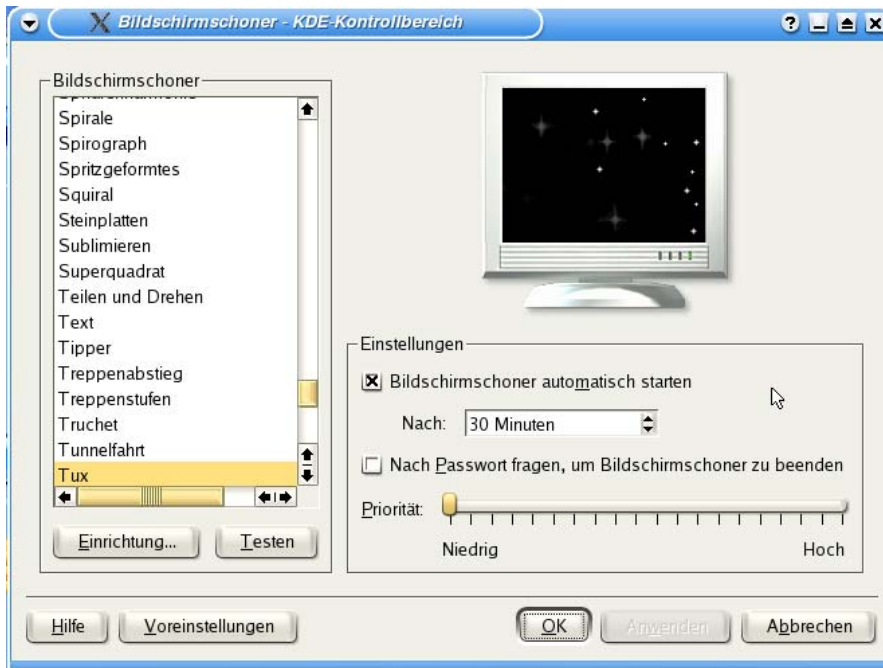 Bildschirmschoner - KDE-Kontrollbereich
Bildschirmschoner
Spirale
Spirograph
Spritzgeformtes
Squiral
Steinplatten
Sublimieren
Superquadrat
Teilen und Drehen
Text
Tipper
Treppenabstieg
Treppenstufen
Truchet
Tunnelfahrt
Tux
Einrichtung...
Testen
Einstellungen
Bildschirmschoner automatisch starten
Nach: 30 Minuten
Nach Passwort fragen, um Bildschirmschoner zu beenden
Priorität:
Niedrig Hoch
Hilfe Voreinstellungen OK Anwenden Abbrechen